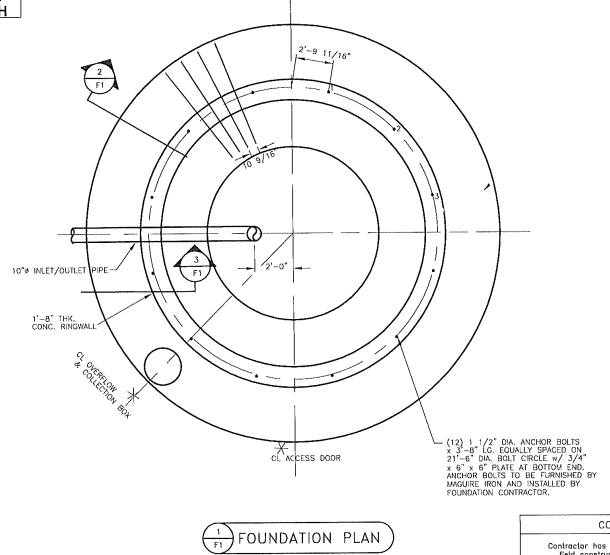 H
2'-9 11/16"
2
F1
2
10 9/16
3
10"ø INLET/OUTLET PIPE
3
F1
2'-0"
1'-8" THK.
CONC. RINGWALL
CL OVERFLOW
& COLLECTION
BOX
CL ACCESS DOOR
(12) 1 1/2" DIA. ANCHOR BOLTS
x 3'-8" LG. EQUALLY SPACED ON
21'-6" DIA. BOLT CIRCLE w/ 3/4"
x 6" x 6" PLATE AT BOTTOM END.
ANCHOR BOLTS TO BE FURNISHED BY
MAGUIRE IRON AND INSTALLED BY
FOUNDATION CONTRACTOR.
1
F1
FOUNDATION PLAN
CO
Contractor has
field constru